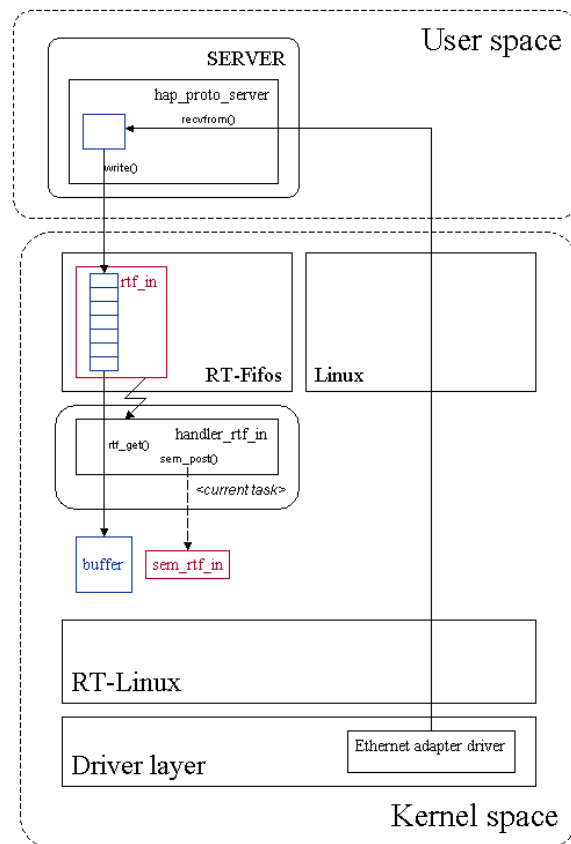 User space
SERVER
hap_proto_server
recvfrom()
write()
rtf_in
RT-Fifos
Linux
handler_rtf_in
rtf_get()
sem_post()
<current task>
buffer
sem_rtf_in
RT-Linux
Ethernet adapter driver
Driver layer
Kernel space